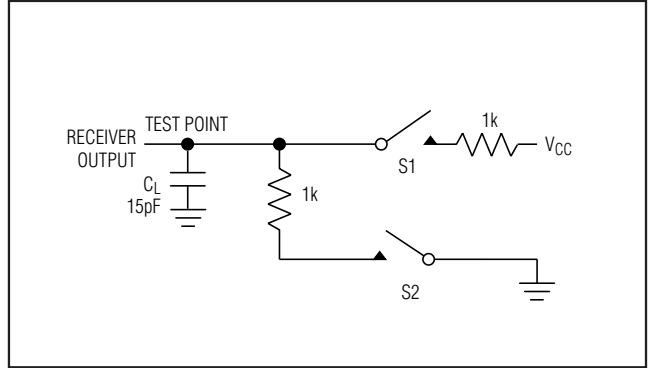 TEST POINT
RECEIVER
OUTPUT
CL
15pF
1k
S1
1k
VCC
S2